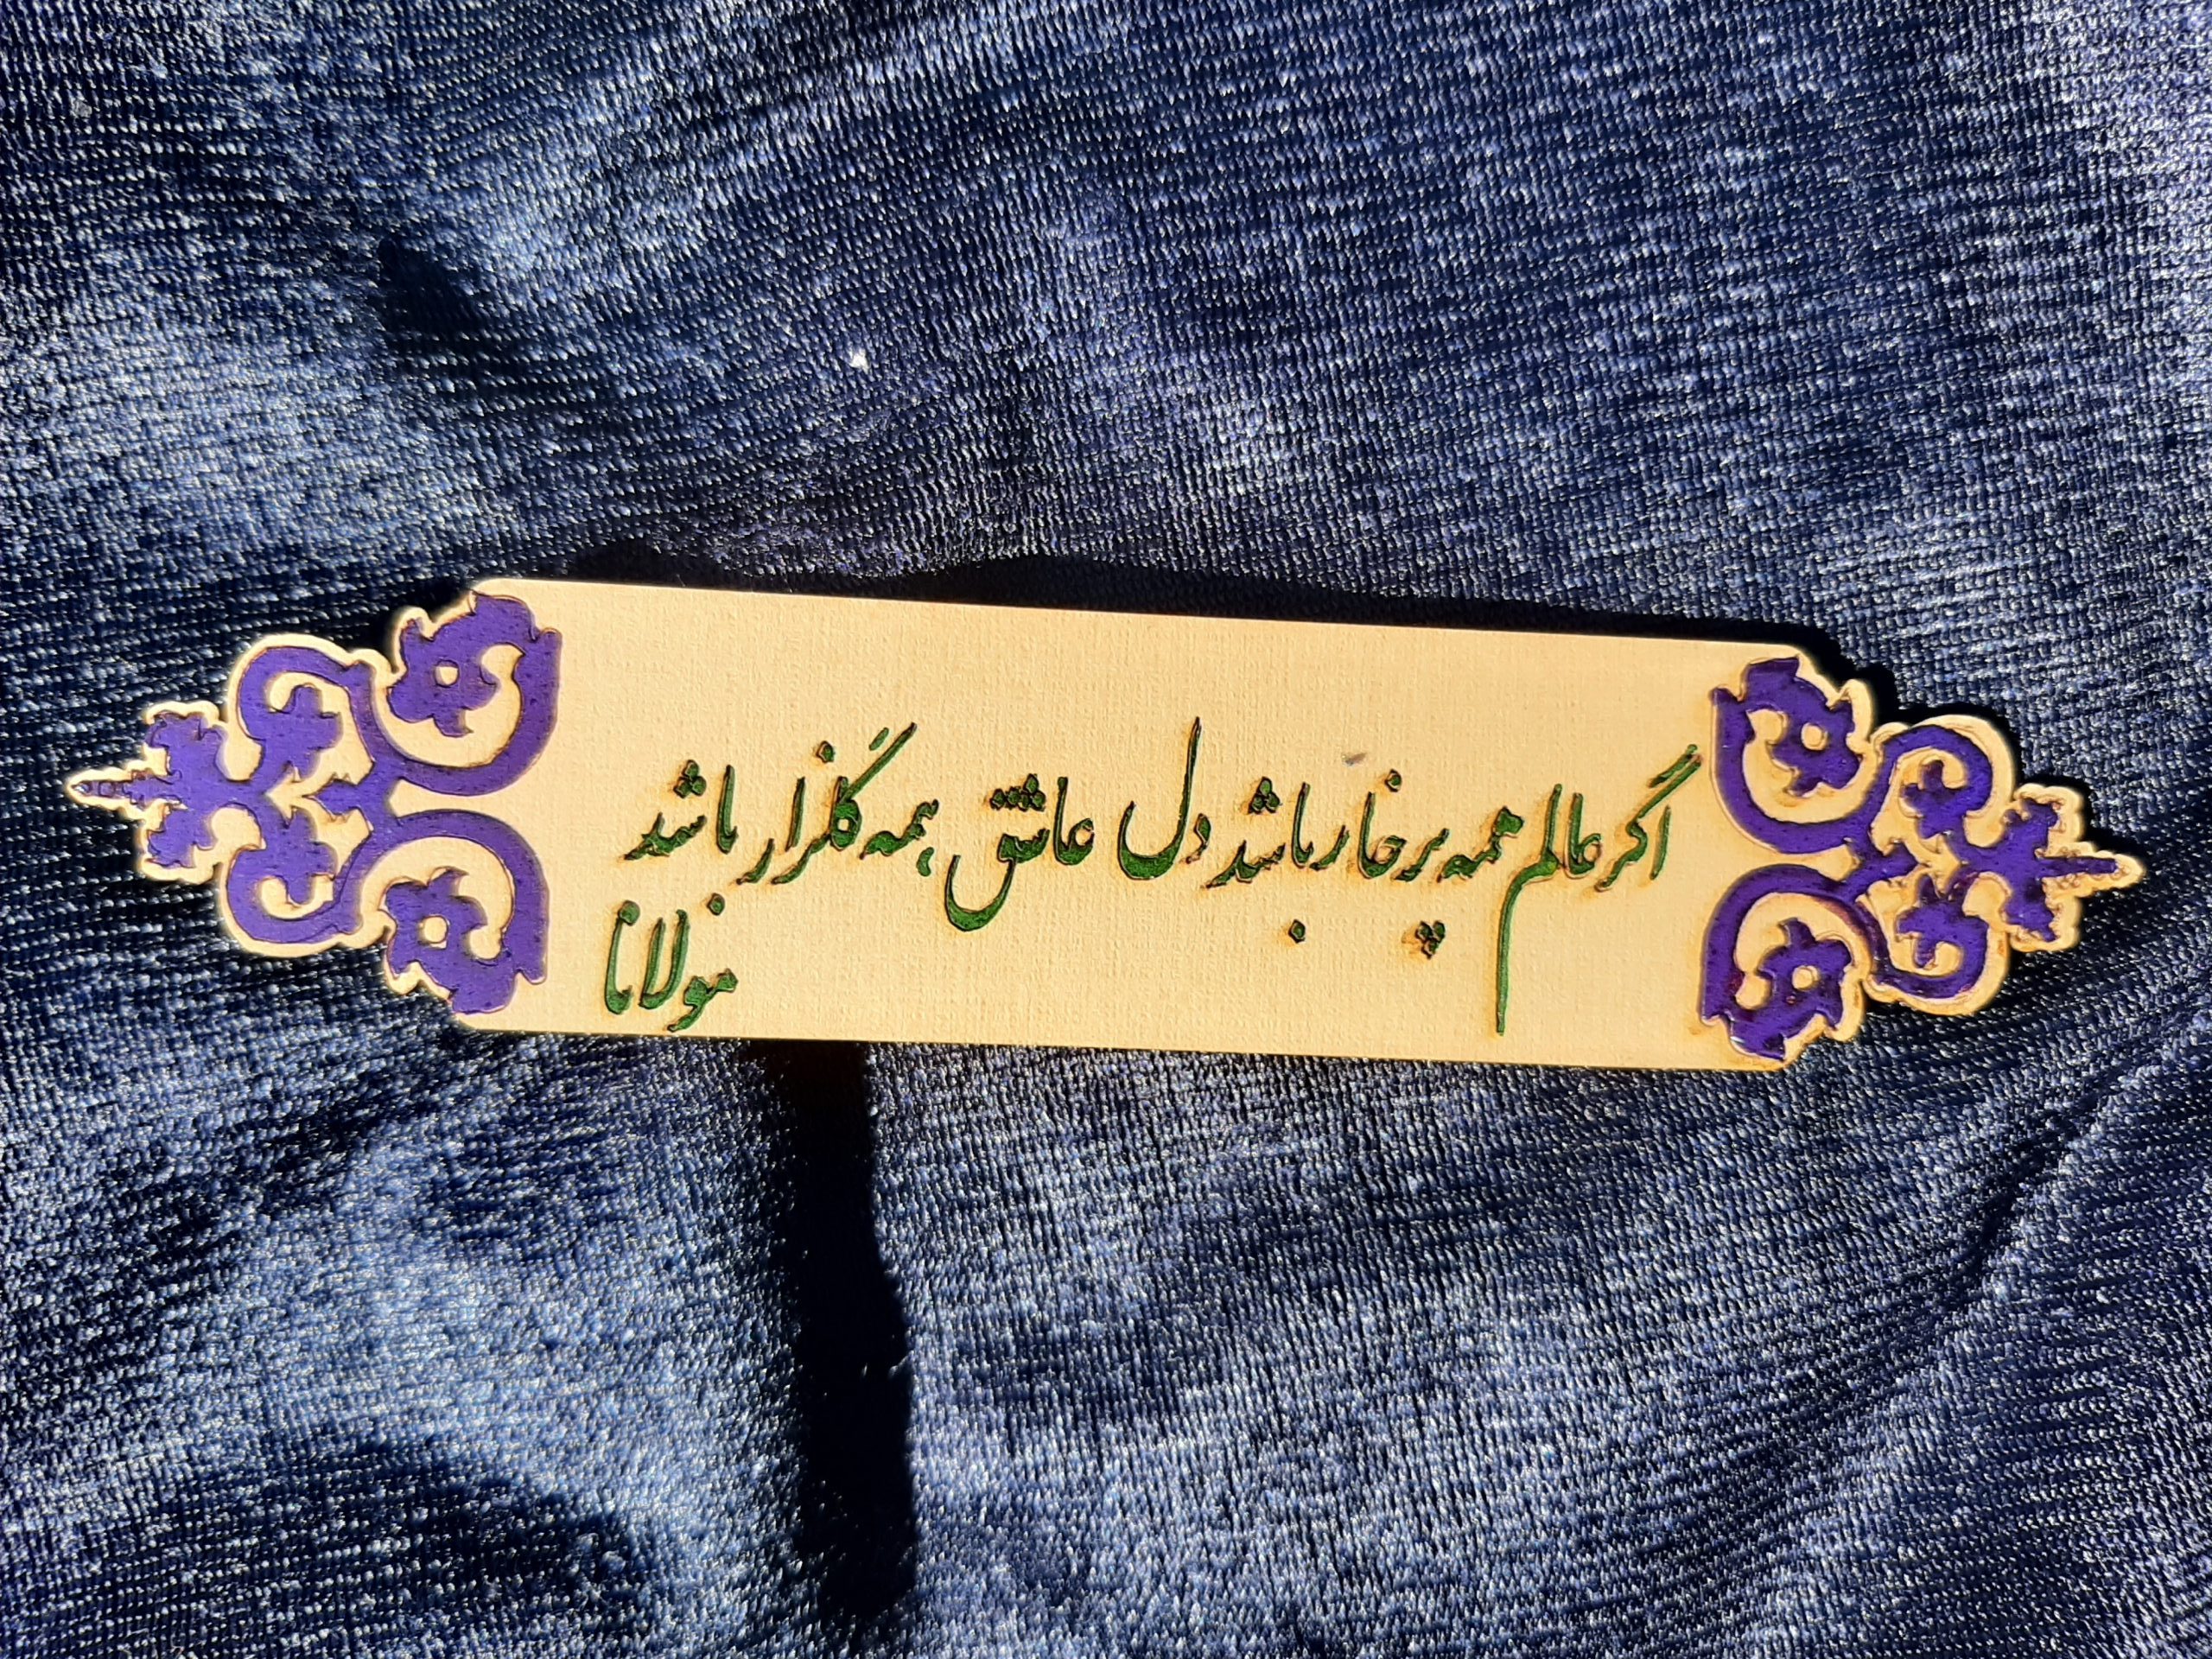 اگر عالم همه پر خار باشد دل عاشق همه گلزار باشد
مولانا